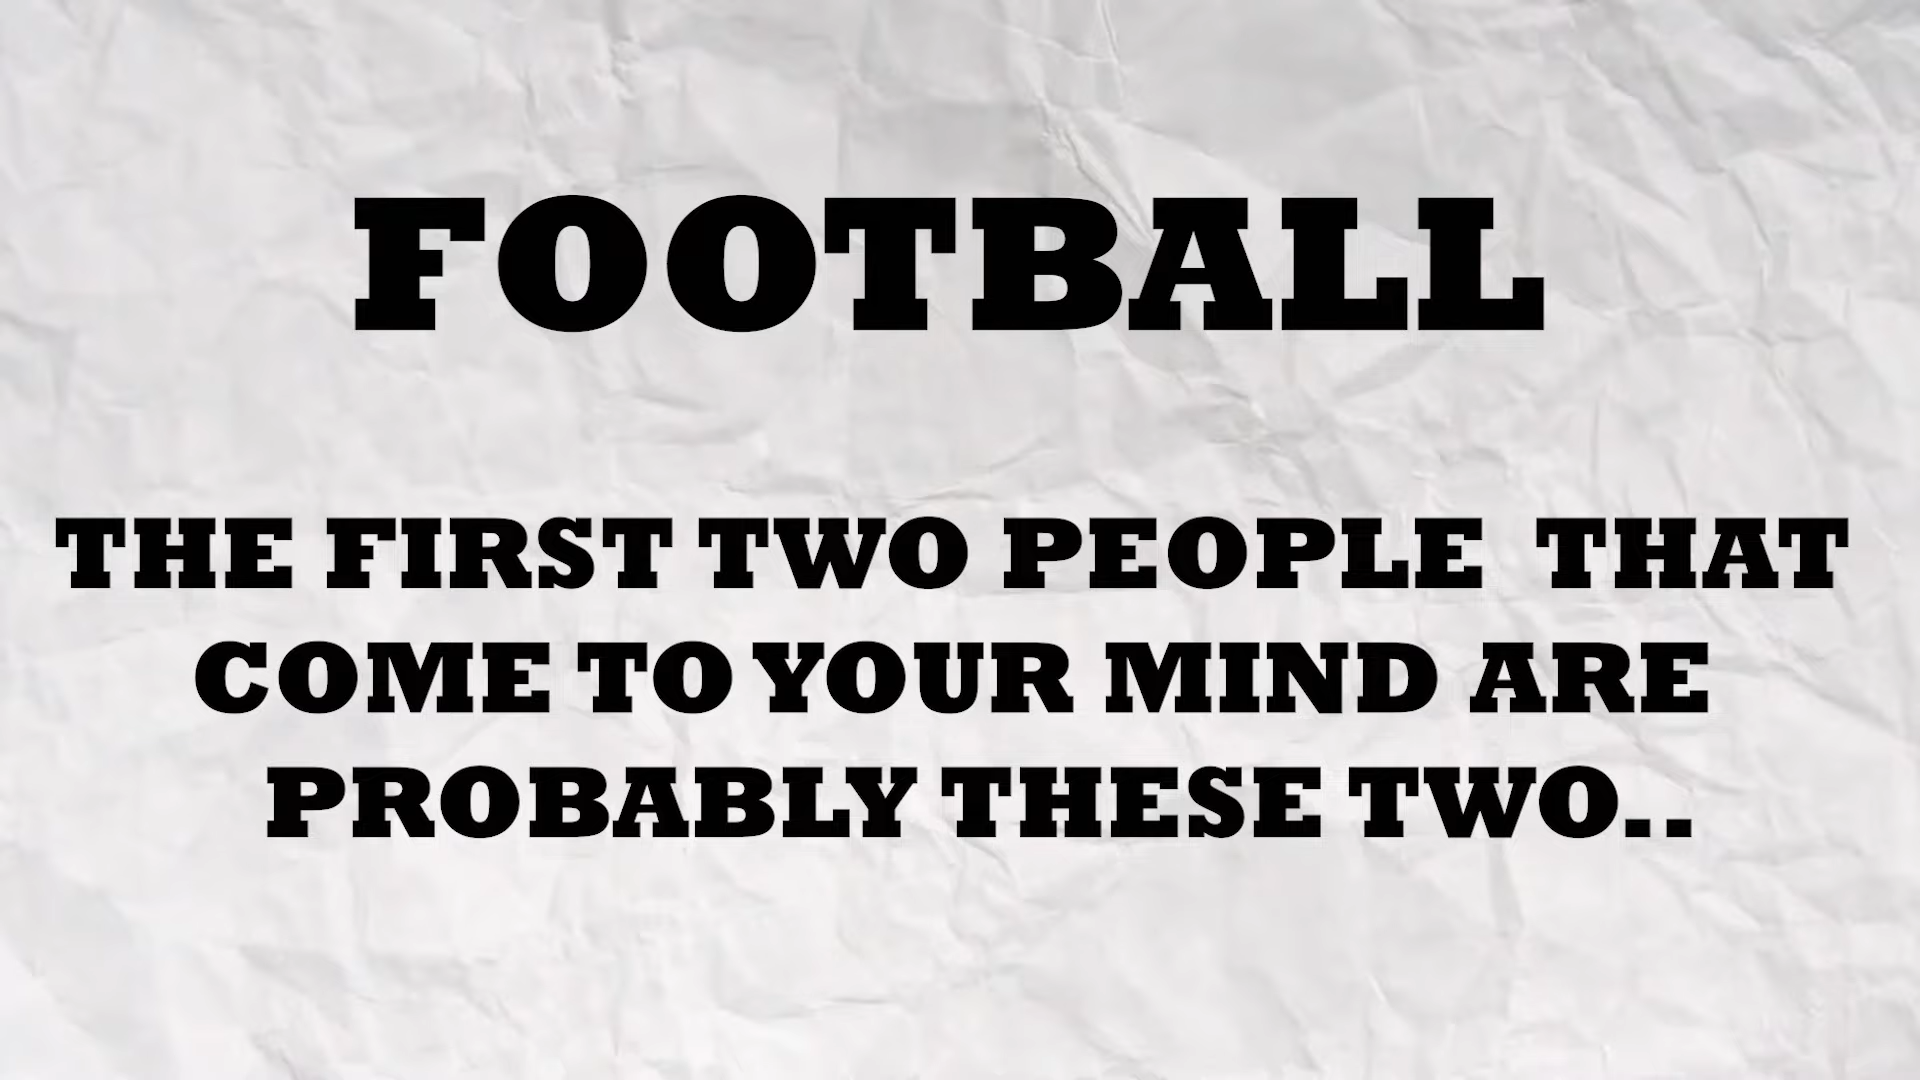 FOOTBALL
THE FIRST TWO PEOPLE THAT
COME TO YOUR MIND ARE
PROBABLY THESE TWO..